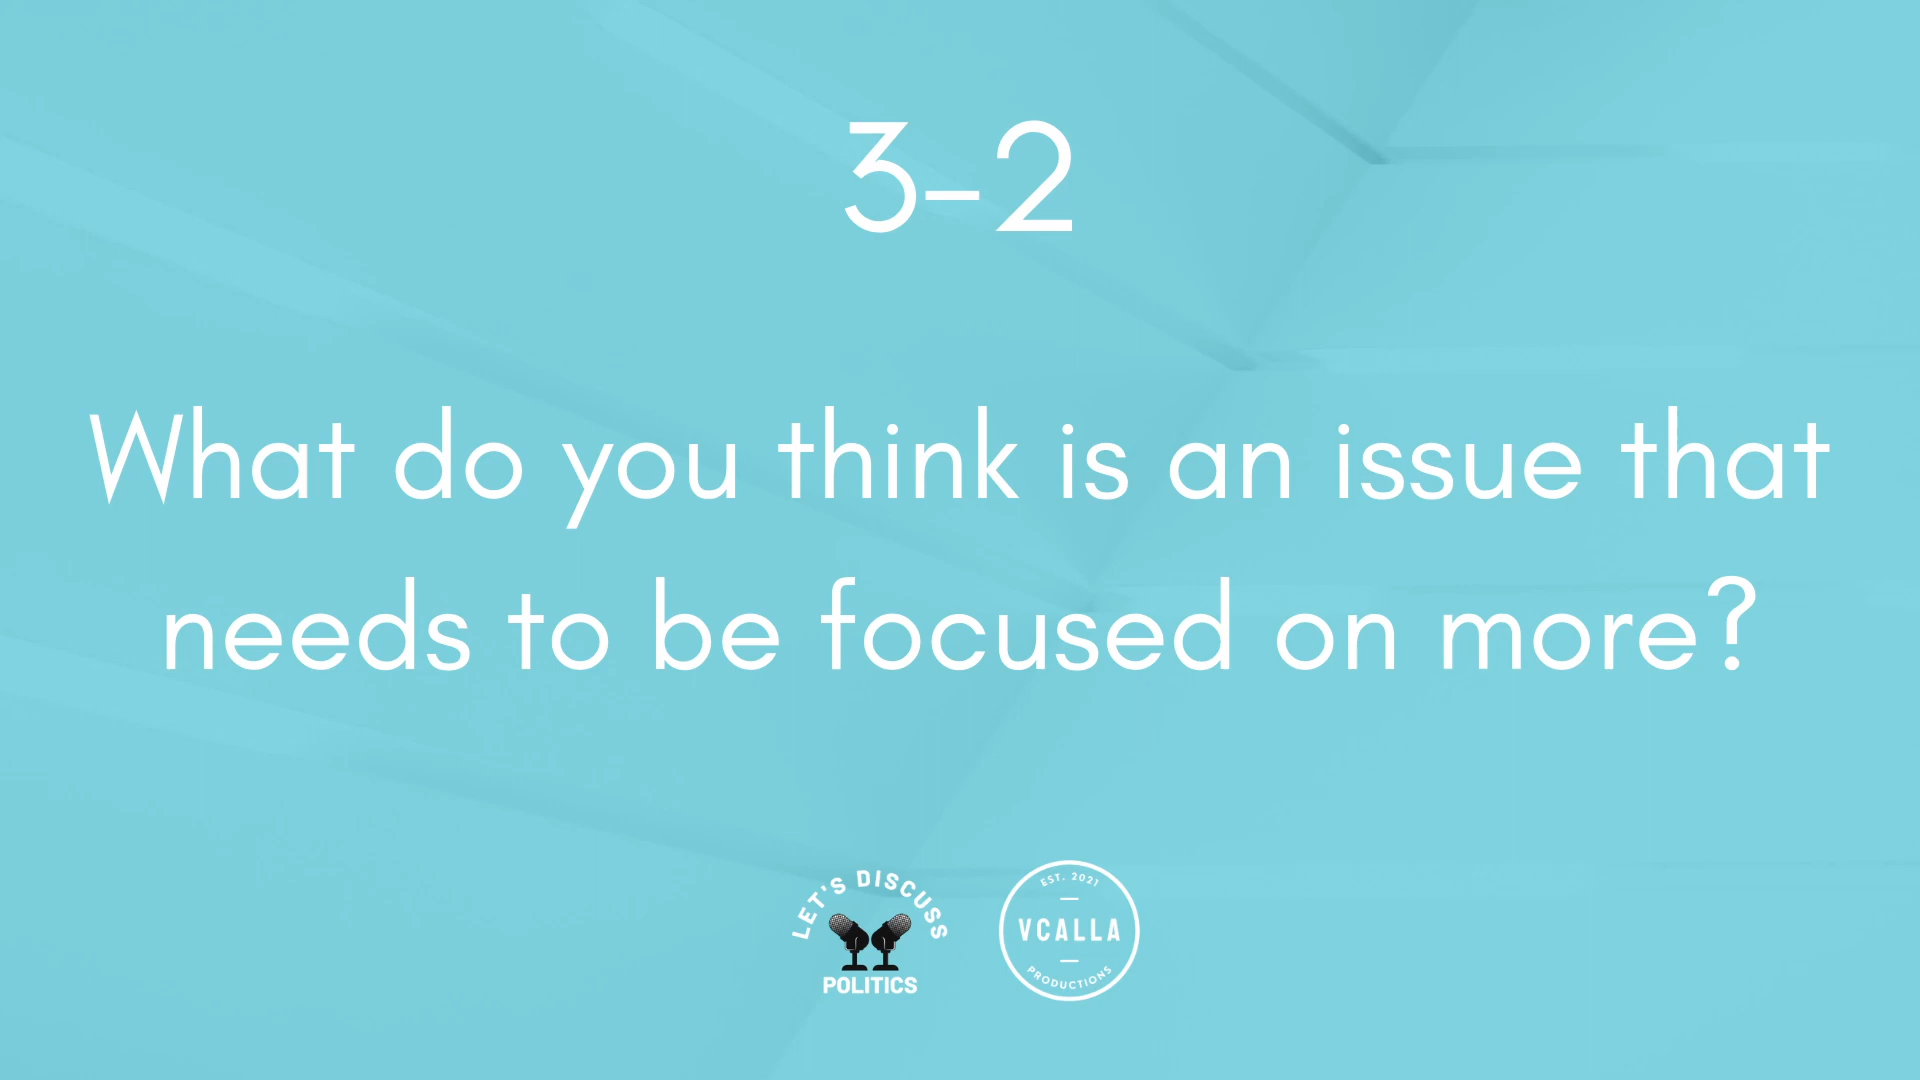 3-2
What do you think is an issue that
needs to be focused on more?
LET'S DISCUSS
POLITICS
EST. 2021
VCALLA
PRODUCTIONS